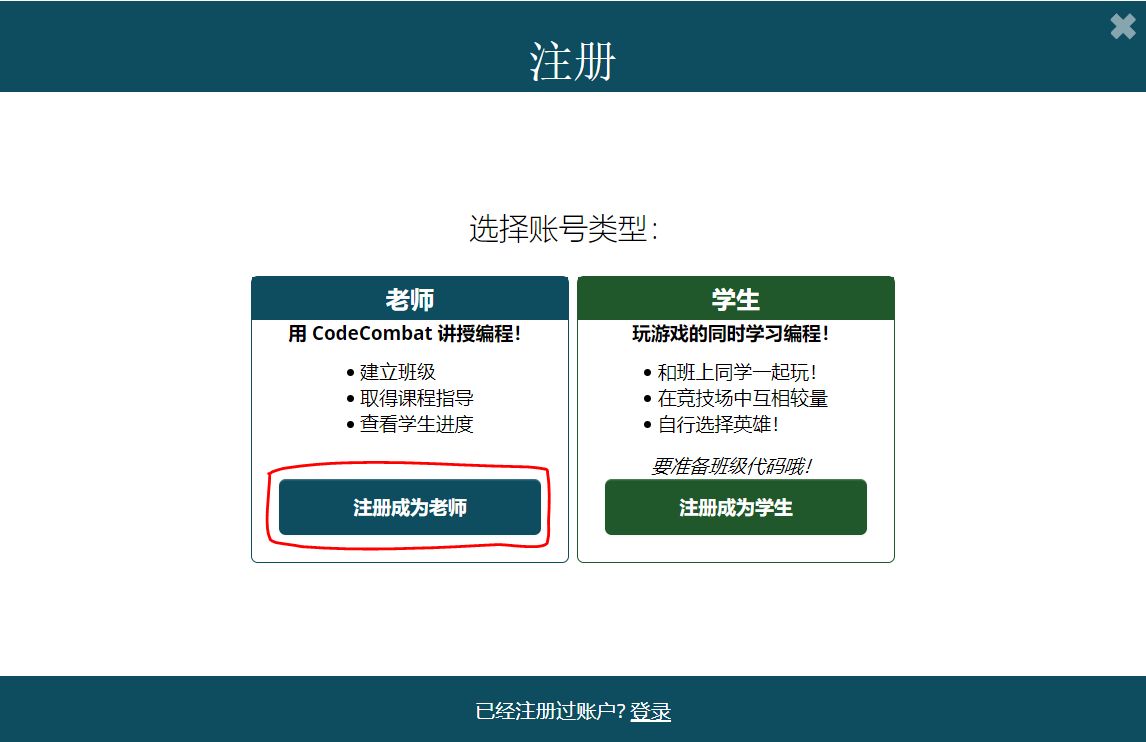 注册
选择账号类型：
老师
用 CodeCombat 讲授编程！
• 建立班级
• 取得课程指导
• 查看学生进度
注册成为老师
学生
玩游戏的同时学习编程！
• 和班上同学一起玩！
• 在竞技场中互相较量
• 自行选择英雄！
要准备班级代码哦！
注册成为学生
已经注册过账户? 登录